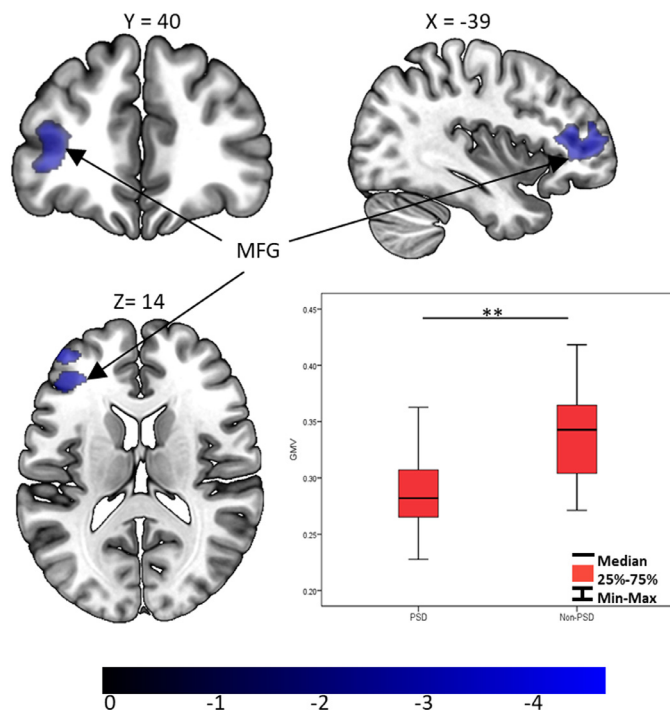 Y = 40
X = -39
MFG
Z= 14
**
0.45
0.40
0.35
0.30
0.25
0.20
GMV
Median
25%-75%
Min-Max
PSD
Non-PSD
0 -1 -2 -3 -4